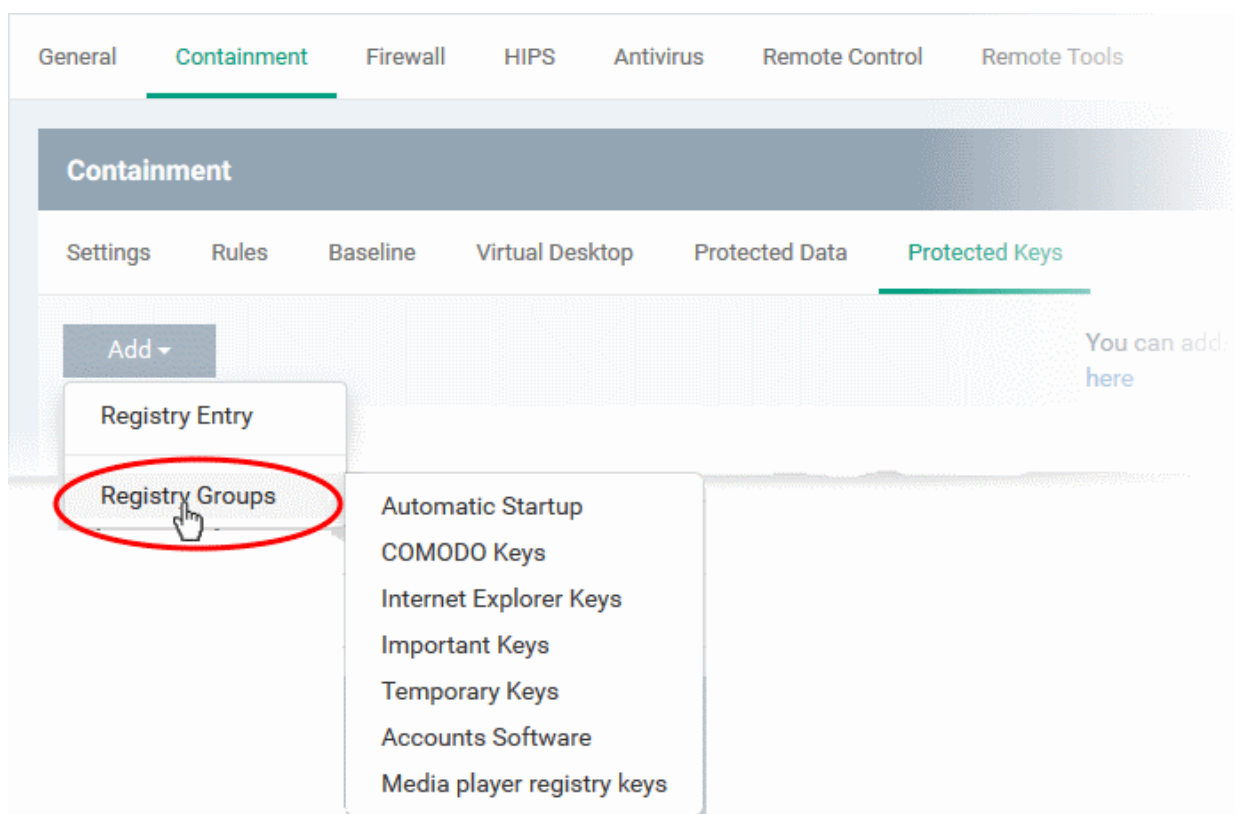 General Containment Firewall HIPS Antivirus Remote Control Remote Tools
Containment
Settings Rules Baseline Virtual Desktop Protected Data Protected Keys
Add
You can add
here
Registry Entry
Registry Groups
Automatic Startup
COMODO Keys
Internet Explorer Keys
Important Keys
Temporary Keys
Accounts Software
Media player registry keys